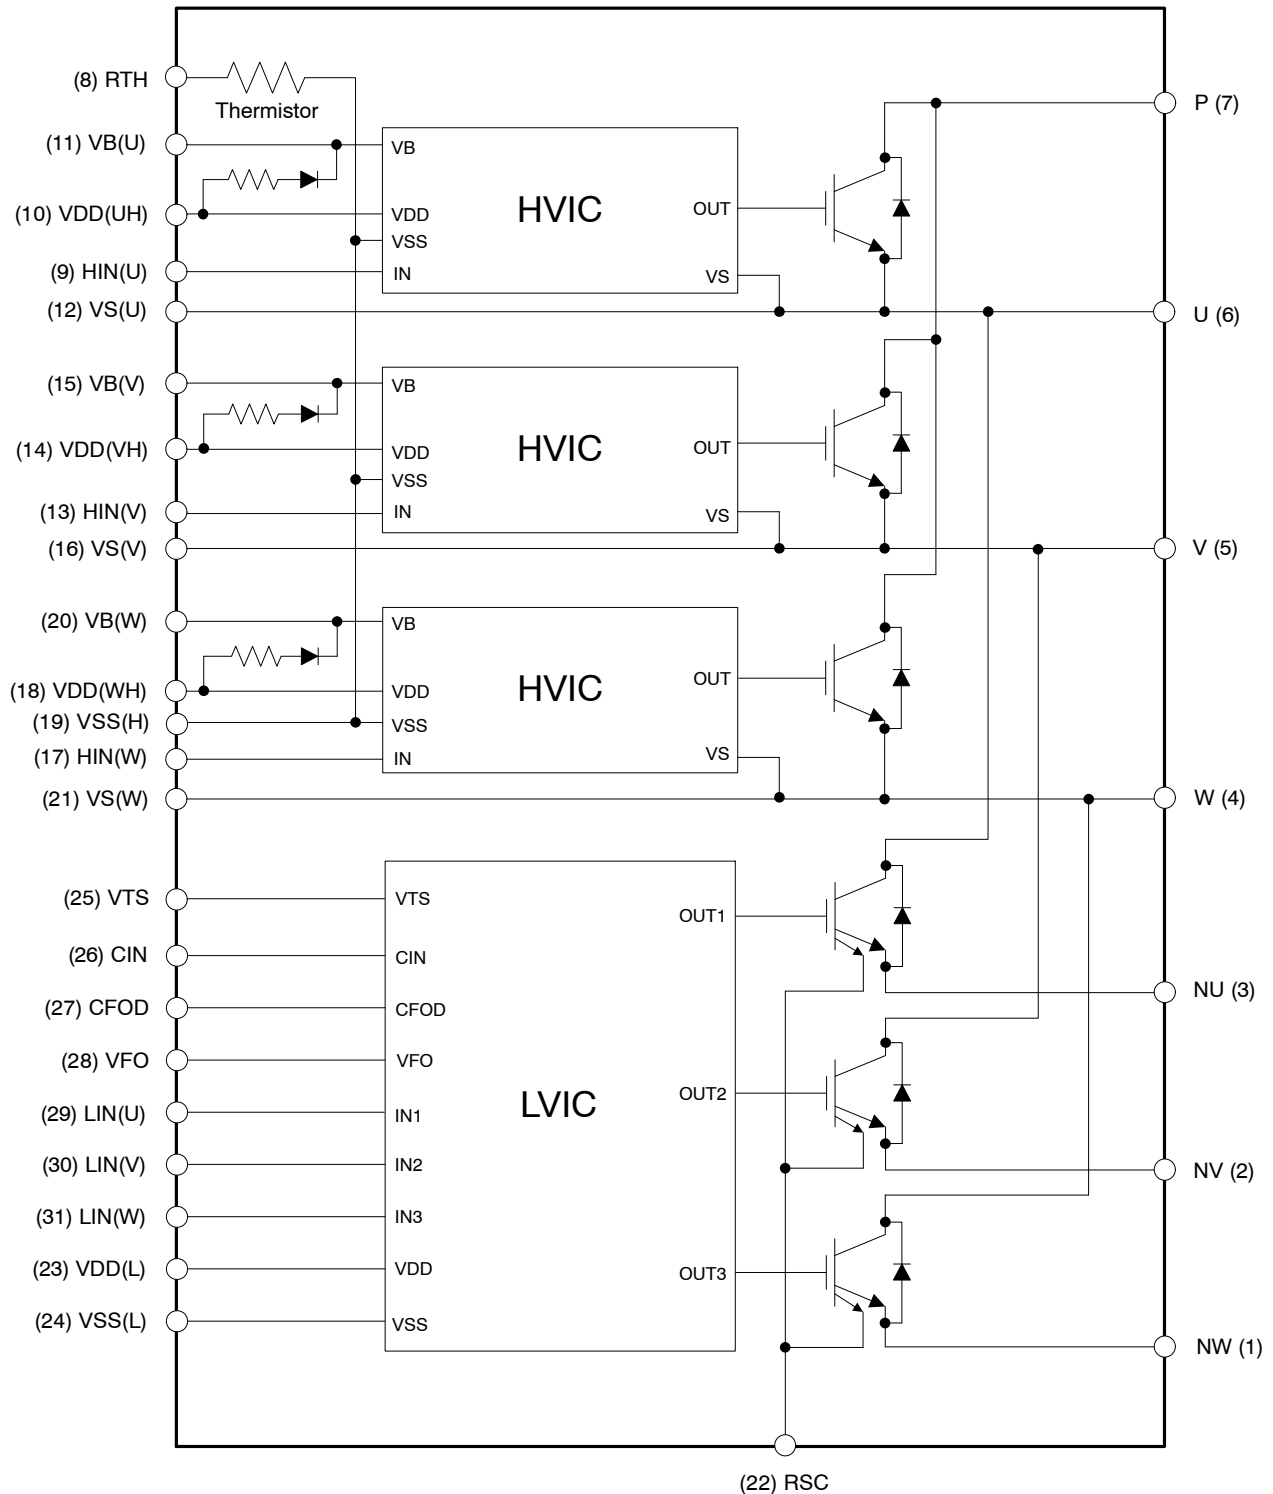 (8) RTH
Thermistor
(11) VB(U)
(10) VDD(UH)
(9) HIN(U)
(12) VS(U)
VB
VDD
VSS
IN
HVIC
OUT
VS
P (7)
U (6)
(15) VB(V)
(14) VDD(VH)
(13) HIN(V)
(16) VS(V)
VB
VDD
VSS
IN
HVIC
OUT
VS
V (5)
(20) VB(W)
(18) VDD(WH)
(19) VSS(H)
(17) HIN(W)
(21) VS(W)
VB
VDD
VSS
IN
HVIC
OUT
VS
W (4)
(25) VTS
(26) CIN
(27) CFOD
(28) VFO
(29) LIN(U)
(30) LIN(V)
(31) LIN(W)
(23) VDD(L)
(24) VSS(L)
VTS
CIN
CFOD
VFO
IN1
IN2
IN3
VDD
VSS
LVIC
OUT1
OUT2
OUT3
NU (3)
NV (2)
NW (1)
(22) RSC